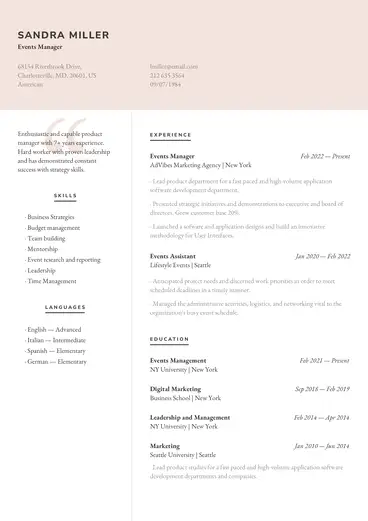 SANDRA MILLER
Events Manager
68154 Riverbrook Drive,
Charlottesville, MD, 20601, US
American
lmiller@email.com
212 635 3564
09/07/1984
Enthusiastic and capable product
manager with 7+ years experience.
Hard worker with proven leadership
and has demonstrated constant
success with strategy skills.
SKILLS
· Business Strategies
· Budget management
· Team building
· Mentorship
· Event research and reporting
· Leadership
· Time Management
LANGUAGES
· English — Advanced
· Italian — Intermediate
· Spanish — Elementary
· German — Elementary
EXPERIENCE
Events Manager
Feb 2022 — Present
AdVibes Marketing Agency | New York
· Lead product department for a fast paced and high-volume application
software development department.
· Presented strategic initiatives and demonstrations to executive and board of
directors. Grew customer base 20%.
· Launched a software and application designs and build an innovative
methodology for User Interfaces.
Events Assistant
Jan 2020 — Feb 2022
Lifestyle Events | Seattle
· Anticipated project needs and discerned work priorities in order to meet
scheduled deadlines in a timely manner.
· Managed the administrative activities, logistics, and networking vital to the
organization's busy event schedule.
EDUCATION
Events Management
Feb 2021 — Present
NY University | New York
Digital Marketing
Sep 2018 — Feb 2019
Business School | New York
Leadership and Management
Feb 2014 — Apr 2014
NY University | New York
Marketing
Jan 2010 — Jun 2014
Seattle University | Seattle
· Lead product studies for a fast paced and high-volume application software
development departments and companies.